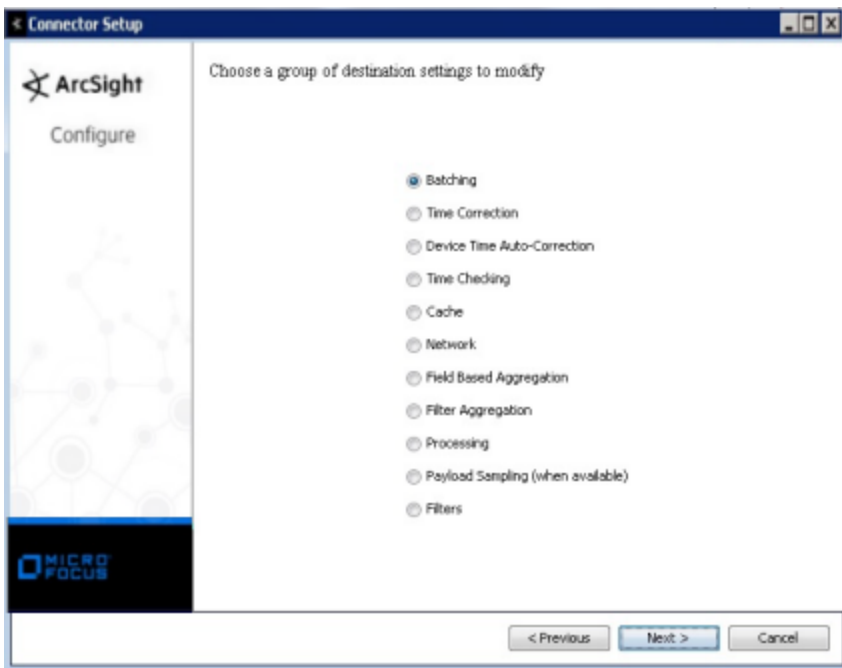 Connector Setup
ArcSight
Configure
Choose a group of destination settings to modify
Batching
Time Correction
Device Time Auto-Correction
Time Checking
Cache
Network
Field Based Aggregation
Filter Aggregation
Processing
Payload Sampling (when available)
Filters
MICRO
FOCUS
< Previous
Next >
Cancel